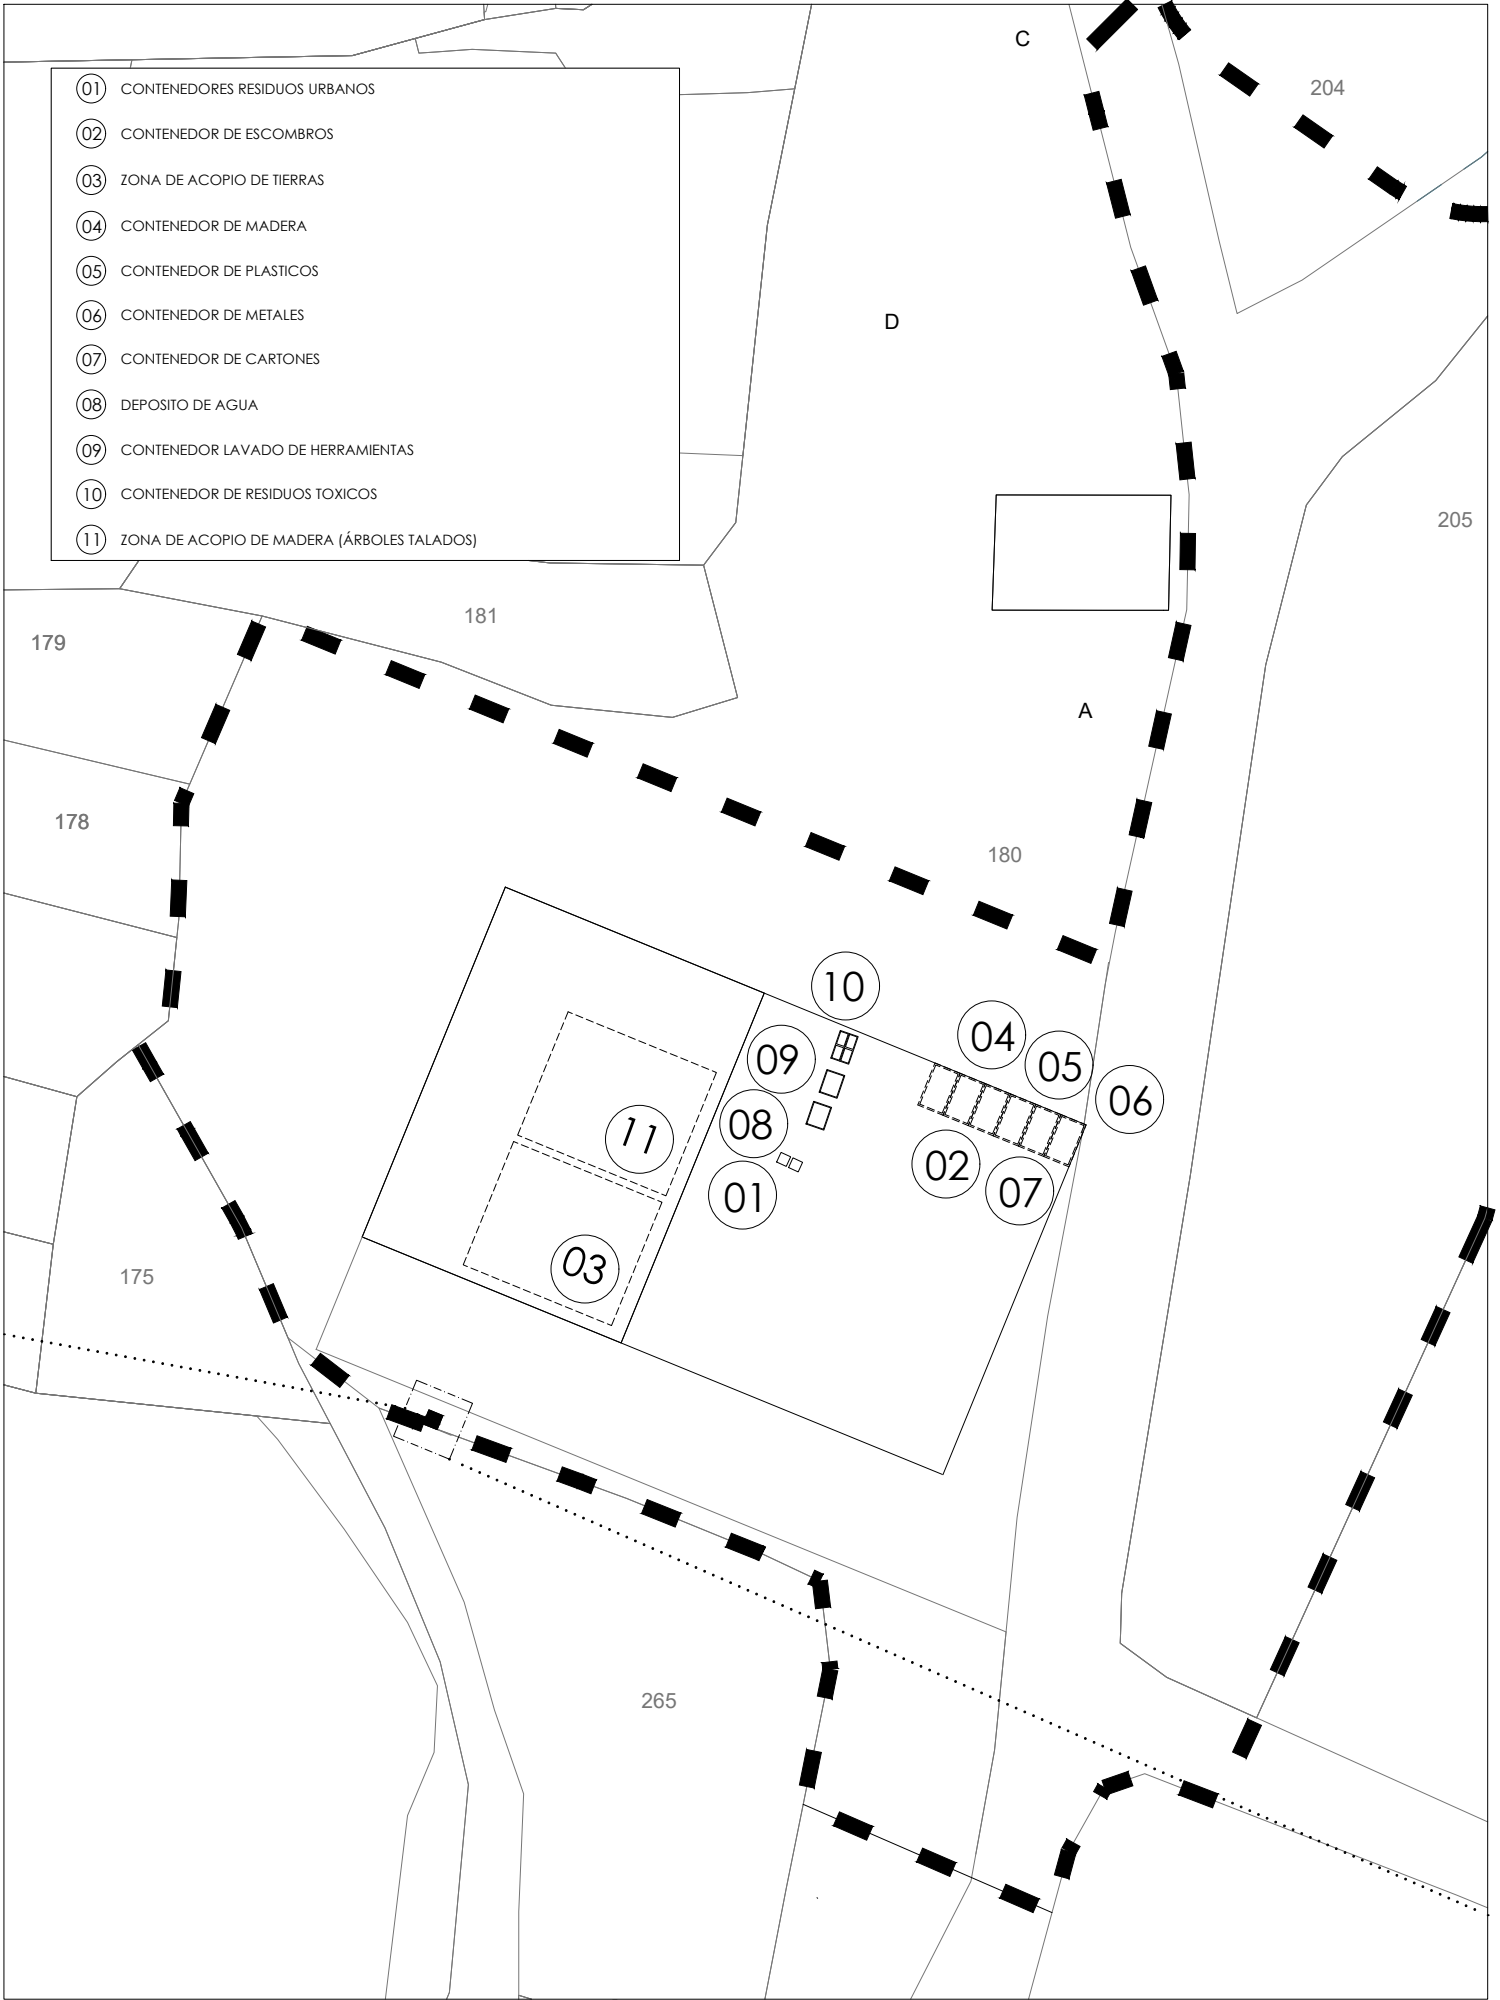 C
204
01 CONTENEDORES RESIDUOS URBANOS
02 CONTENEDOR DE ESCOMBROS
03 ZONA DE ACOPIO DE TIERRAS
04 CONTENEDOR DE MADERA
05 CONTENEDOR DE PLASTICOS
06 CONTENEDOR DE METALES
07 CONTENEDOR DE CARTONES
08 DEPOSITO DE AGUA
09 CONTENEDOR LAVADO DE HERRAMIENTAS
10 CONTENEDOR DE RESIDUOS TOXICOS
11 ZONA DE ACOPIO DE MADERA (ÁRBOLES TALADOS)
D
205
181
179
A
178
180
10
04
09
05
06
08
11
02
07
01
03
175
265